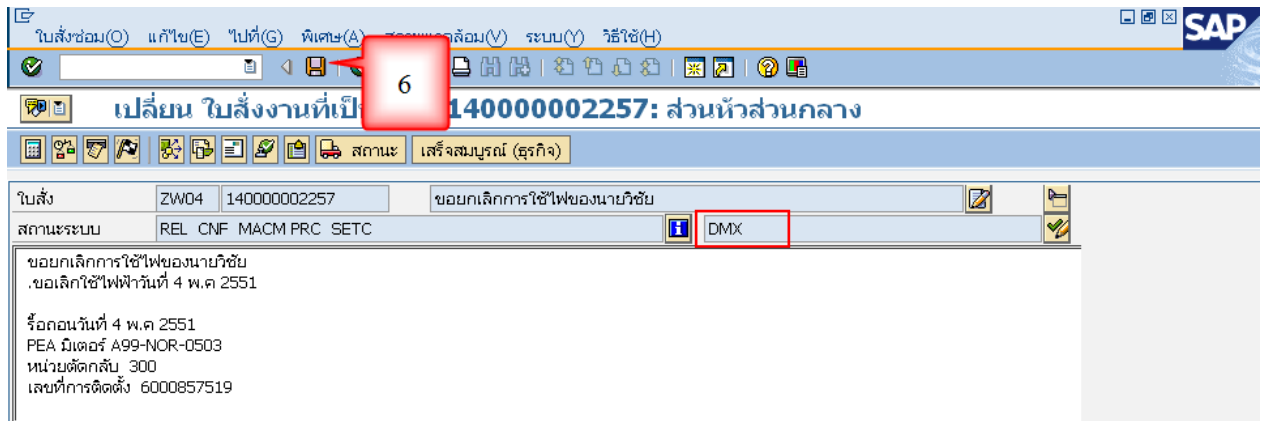 ใบสั่งซ่อม(O) แก้ไข(E) ไปที่(G) พิเศษ(A) ล้อม(V) ระบบ(Y) วิธีใช้(H)
SAP
6
เปลี่ยน ใบสั่งงานที่เป็ 140000002257: ส่วนหัวส่วนกลาง
สถานะ เสร็จสมบูรณ์ (ธุรกิจ)
ใบสั่ง ZW04 140000002257 ขอยกเลิกการใช้ไฟของนายวิชัย
สถานะระบบ REL CNF MACM PRC SETC DMX
ขอยกเลิกการใช้ไฟของนายวิชัย
.ขอเลิกใช้ไฟฟ้าวันที่ 4 พ.ค 2551
รื้อถอนวันที่ 4 พ.ค 2551
PEA มิเตอร์ A99-NOR-0503
หน่วยตัดกลับ 300
เลขที่การติดตั้ง 6000857519